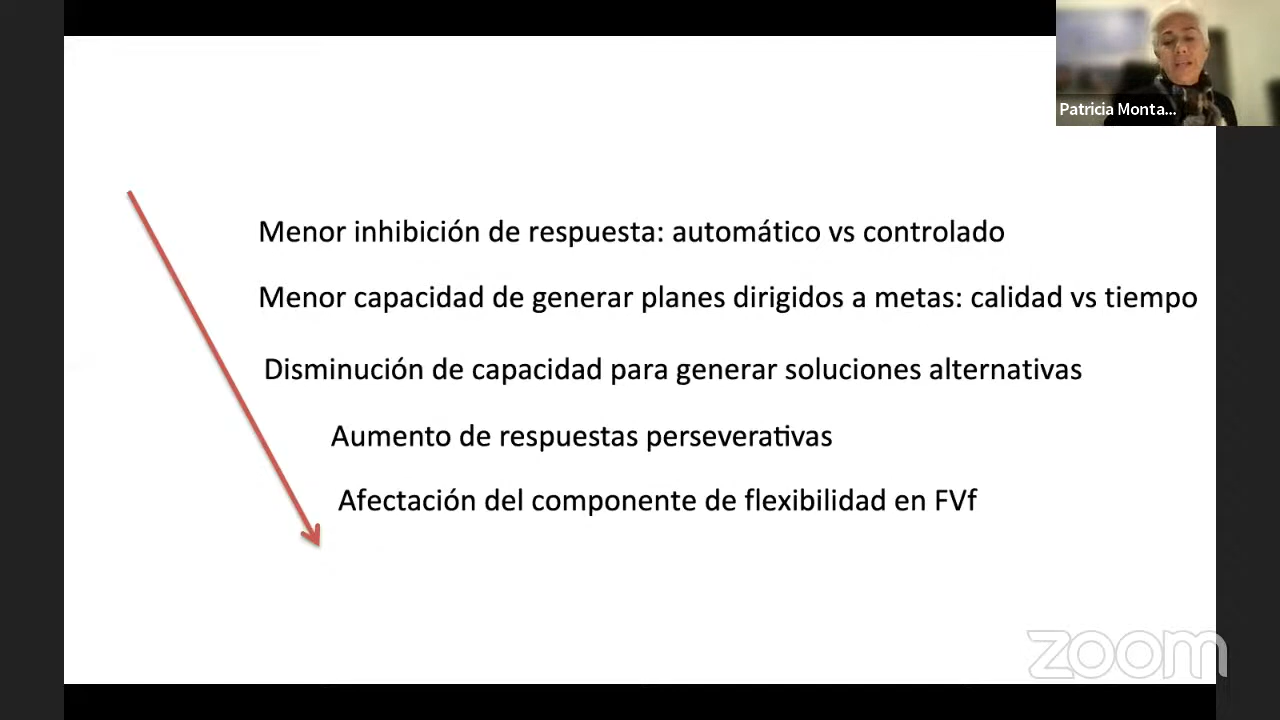 Patricia Monta...
Menor inhibición de respuesta: automático vs controlado
Menor capacidad de generar planes dirigidos a metas: calidad vs tiempo
Disminución de capacidad para generar soluciones alternativas
Aumento de respuestas perseverativas
Afectación del componente de flexibilidad en FVf
zoom